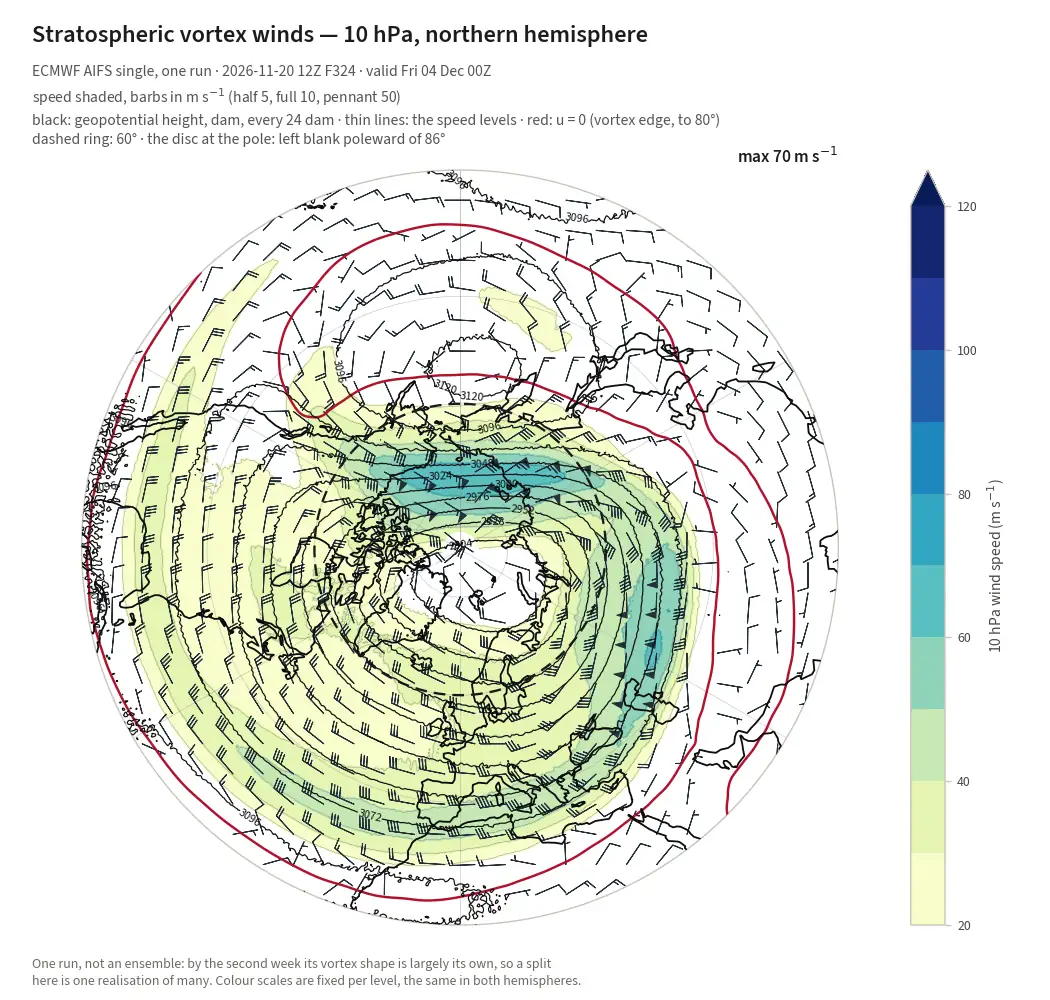 Stratospheric vortex winds — 10 hPa, northern hemisphere
ECMWF AIFS single, one run · 2026-11-20 12Z F324 · valid Fri 04 Dec 00Z
speed shaded, barbs in m s⁻¹ (half 5, full 10, pennant 50)
black: geopotential height, dam, every 24 dam · thin lines: the speed levels · red: u = 0 (vortex edge, to 80°)
dashed ring: 60° · the disc at the pole: left blank poleward of 86°
max 70 m s⁻¹
3096
3096
3096
3120
3120
3096
3048
3024
3000
2976
3072
3096
120
100
80
60
40
20
10 hPa wind speed (m s⁻¹)
One run, not an ensemble: by the second week its vortex shape is largely its own, so a split
here is one realisation of many. Colour scales are fixed per level, the same in both hemispheres.